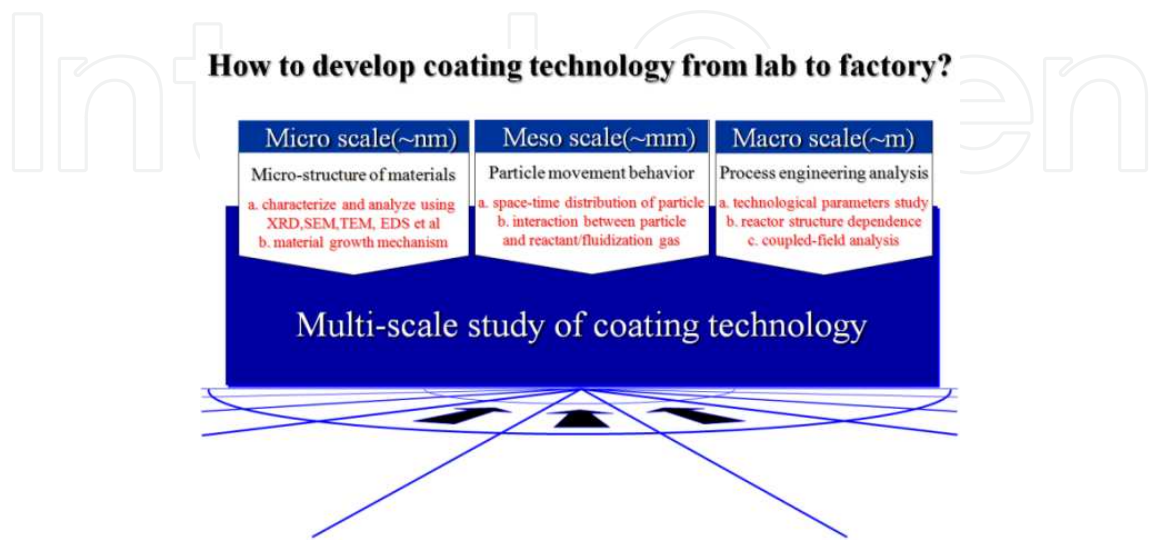 How to develop coating technology from lab to factory?
Micro scale(~nm)
Micro-structure of materials
a. characterize and analyze using
XRD,SEM,TEM, EDS et al
b. material growth mechanism
Meso scale(~mm)
Particle movement behavior
a. space-time distribution of particle
b. interaction between particle
and reactant/fluidization gas
Macro scale(~m)
Process engineering analysis
a. technological parameters study
b. reactor structure dependence
c. coupled-field analysis
Multi-scale study of coating technology